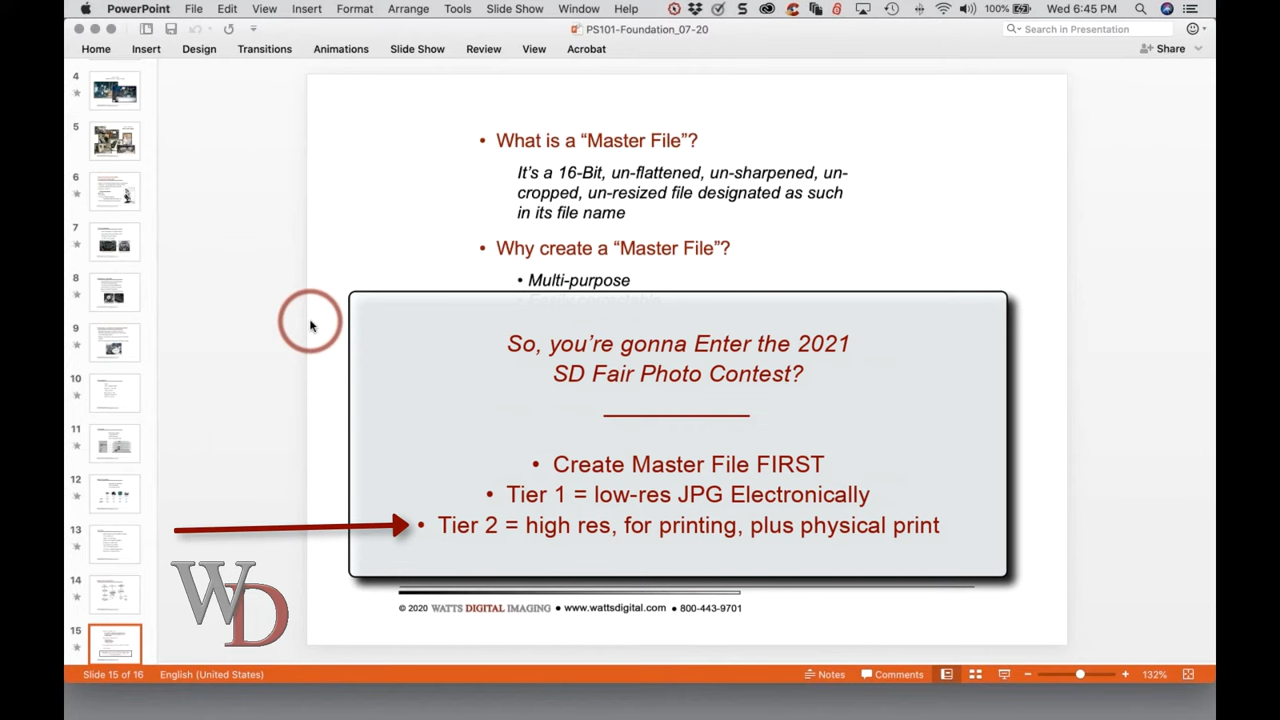 PowerPoint File Edit View Insert Format Arrange Tools Slide Show Window Help 100% Wed 6:45 PM
PS101-Foundation_07-20 Search in Presentation
Home Insert Design Transitions Animations Slide Show Review View Acrobat Share
4
5
6
7
8
9
10
11
12
13
14
15
• What is a “Master File”?
It’s a 16-Bit, un-flattened, un-sharpened, un-
cropped, un-resized file designated as such
in its file name
• Why create a “Master File”?
• Multi-purpose
So, you’re gonna Enter the 2021
SD Fair Photo Contest?
• Create Master File FIRST
• Tier 1 = low-res JPG Electronically
• Tier 2 = high res, for printing, plus physical print
WD
© 2020 WATTS DIGITAL IMAGING ● www.wattsdigital.com ● 800-443-9701
Slide 15 of 16 English (United States) Notes Comments 132%